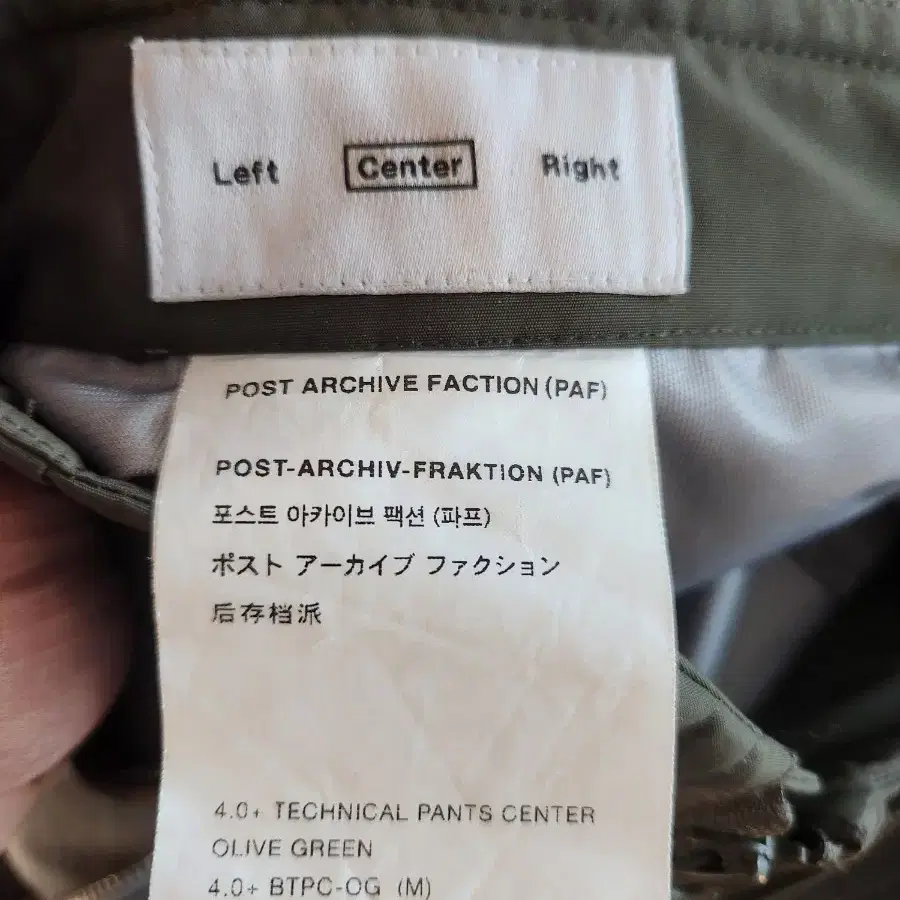 Left Center Right
POST ARCHIVE FACTION (PAF)
POST-ARCHIV-FRAKTION (PAF)
포스트 아카이브 팩션 (파프)
ポスト アーカイブ ファクション
后存档派
4.0+ TECHNICAL PANTS CENTER
OLIVE GREEN
4.0+ BTPC-OG (M)